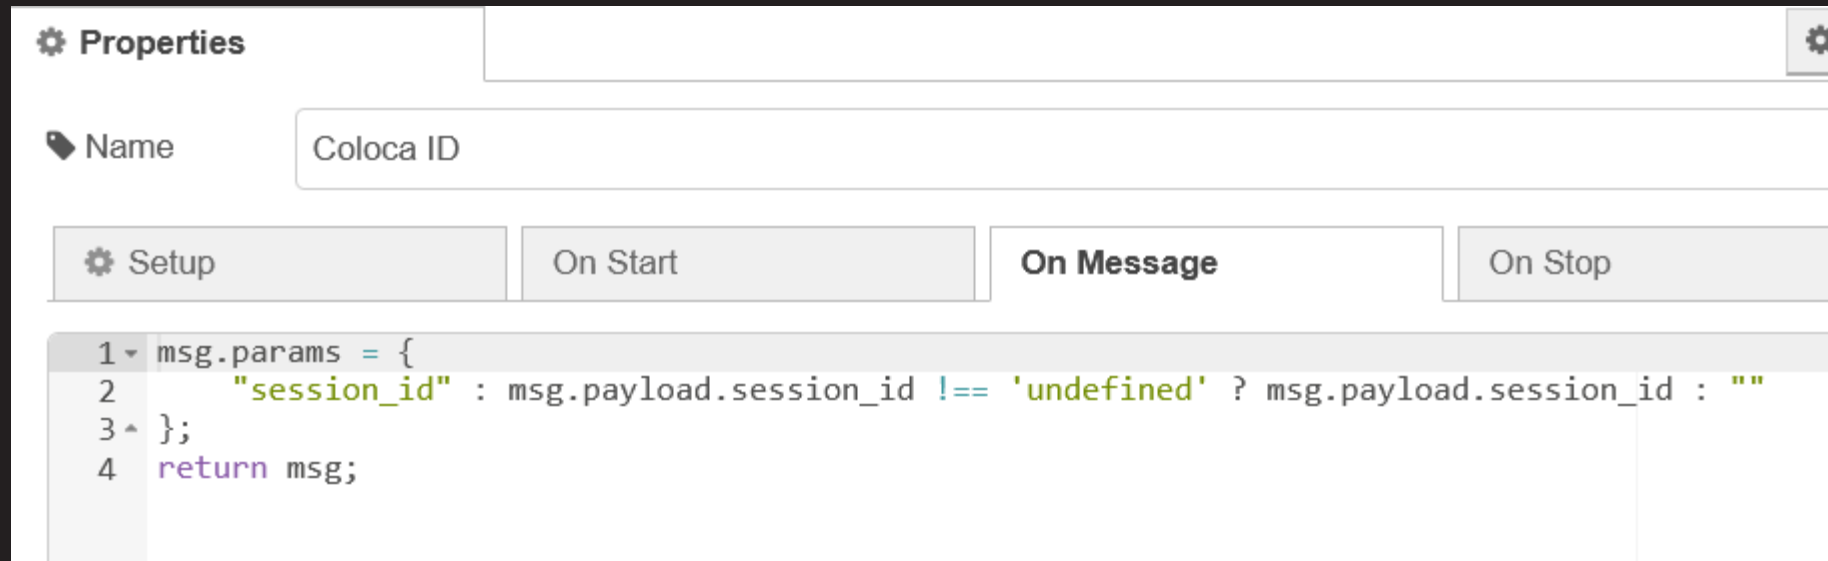 Properties
Name
Coloca ID
Setup
On Start
On Message
On Stop
1 msg.params = {
2     "session_id" : msg.payload.session_id !== 'undefined' ? msg.payload.session_id : ""
3 };
4 return msg;